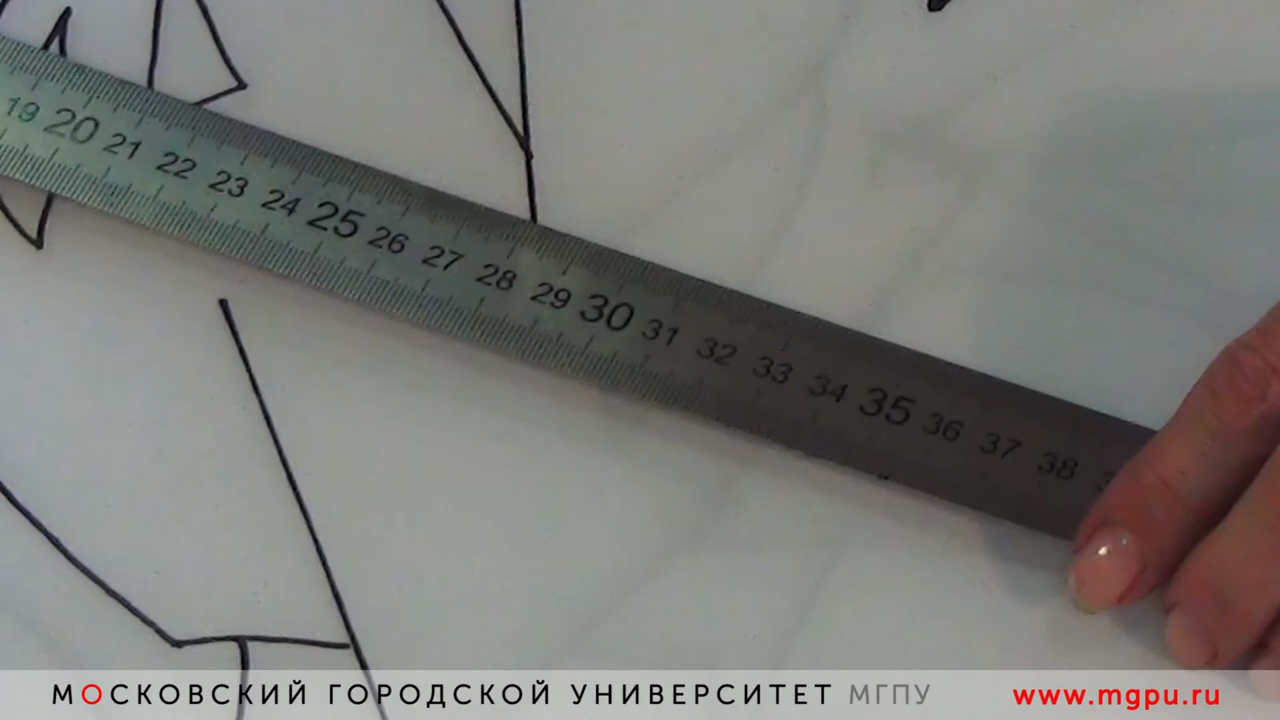 19 20 21 22 23 24 25 26 27 28 29 30 31 32 33 34 35 36 37 38
МОСКОВСКИЙ ГОРОДСКОЙ УНИВЕРСИТЕТ МГПУ www.mgpu.ru